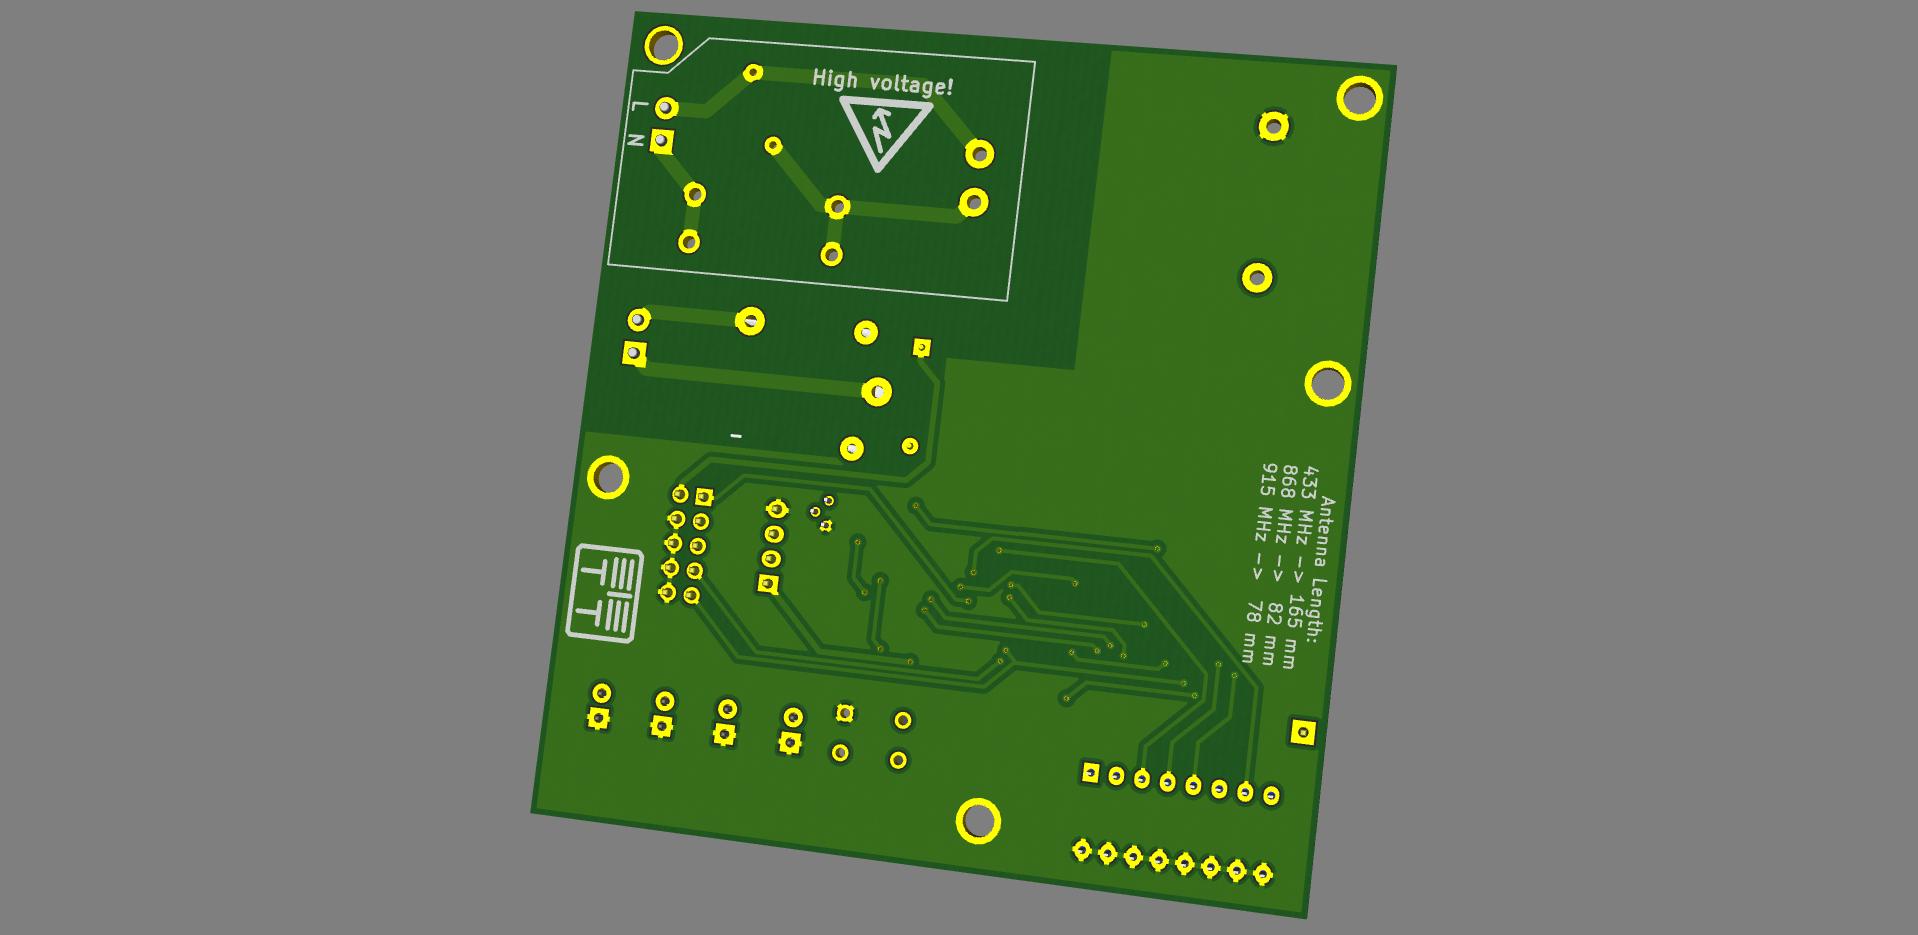 High voltage!
L
N
Antenna Length:
433 MHz -> 165 mm
868 MHz -> 82 mm
915 MHz -> 78 mm